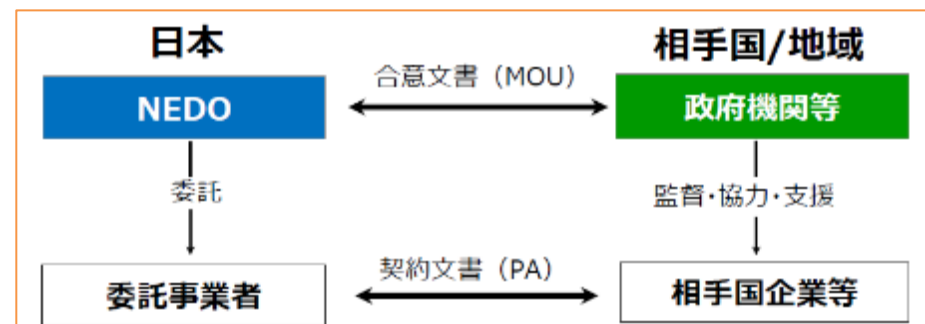 日本
相手国/地域
合意文書（MOU）
NEDO
政府機関等
委託
監督･協力･支援
契約文書（PA）
委託事業者
相手国企業等